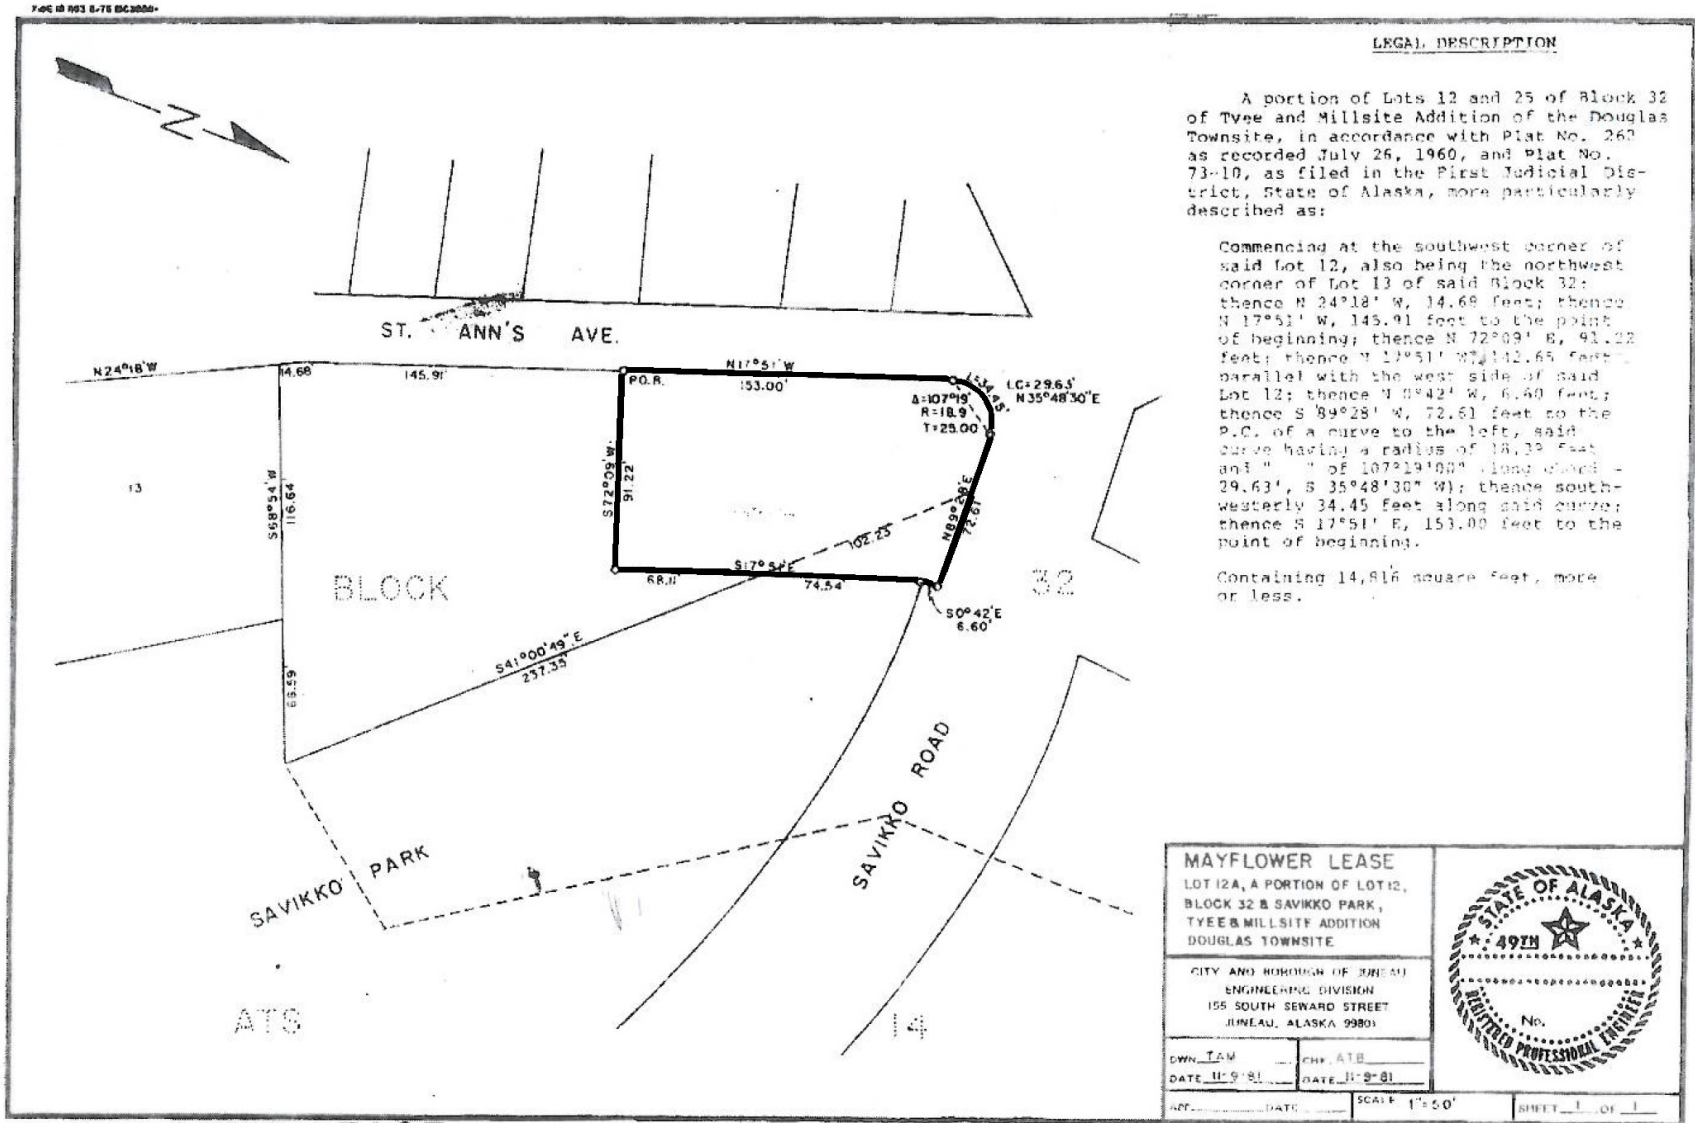 LEGAL DESCRIPTION
A portion of Lots 12 and 25 of Block 32
of Tyee and Millsite Addition of the Douglas
Townsite, in accordance with Plat No. 262
as recorded July 26, 1960, and Plat No.
73-10, as filed in the First Judicial Dis-
trict, State of Alaska, more particularly
described as:
Commencing at the southwest corner of
said Lot 12, also being the northwest
corner of Lot 13 of said Block 32;
thence N 24°18' W, 14.68 feet; thence
N 17°51' W, 145.91 feet to the point
of beginning; thence N 72°09' E, 91.22
feet; thence N 17°51' W, 142.65 feet
parallel with the west side of said
Lot 12; thence N 0°42' W, 6.60 feet;
thence S 89°28' W, 72.61 feet to the
P.C. of a curve to the left, said
curve having a radius of 18.39 feet
and " " of 107°19'00" (long chord -
29.63', S 35°48'30" W); thence south-
westerly 34.45 feet along said curve;
thence S 17°51' E, 153.00 feet to the
point of beginning.
Containing 14,816 square feet, more
or less.
N
ST. ANN'S AVE.
N24°18'W
14.68
145.91'
P.O.B.
N17°51'W
153.00'
L=34.45'
LC=29.63'
N35°48'30"E
Δ=107°19'
R=18.9
T=25.00
S72°09'W
91.22'
S68°54'W
116.64'
13
N89°28'E
72.61'
102.23
S17°51'E
68.11'
74.54'
BLOCK
32
S0°42'E
6.60'
S41°00'49"E
237.35'
66.59'
SAVIKKO ROAD
SAVIKKO PARK
ATS
14
MAYFLOWER LEASE
LOT 12A, A PORTION OF LOT 12,
BLOCK 32 & SAVIKKO PARK,
TYEE & MILLSITE ADDITION
DOUGLAS TOWNSITE
CITY AND BOROUGH OF JUNEAU
ENGINEERING DIVISION
155 SOUTH SEWARD STREET
JUNEAU, ALASKA 99801
DWN. TAM
CHK. ATB
DATE 11-9-81
DATE 11-9-81
APP. DATE
SCALE 1"=50'
SHEET 1 OF 1
STATE OF ALASKA
49TH
No.
REGISTERED PROFESSIONAL ENGINEER